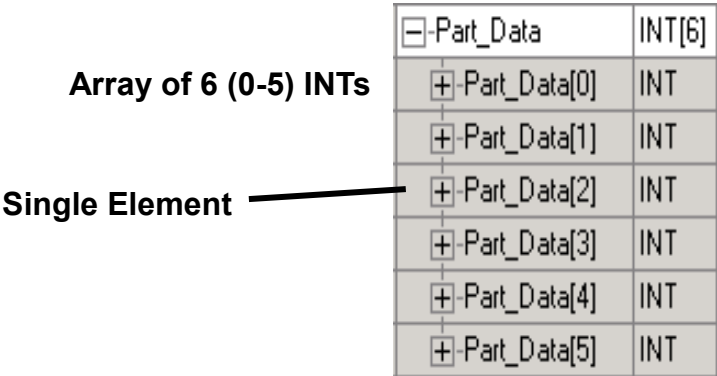 Part_Data INT[6]
Array of 6 (0-5) INTs
Part_Data[0] INT
Part_Data[1] INT
Single Element
Part_Data[2] INT
Part_Data[3] INT
Part_Data[4] INT
Part_Data[5] INT